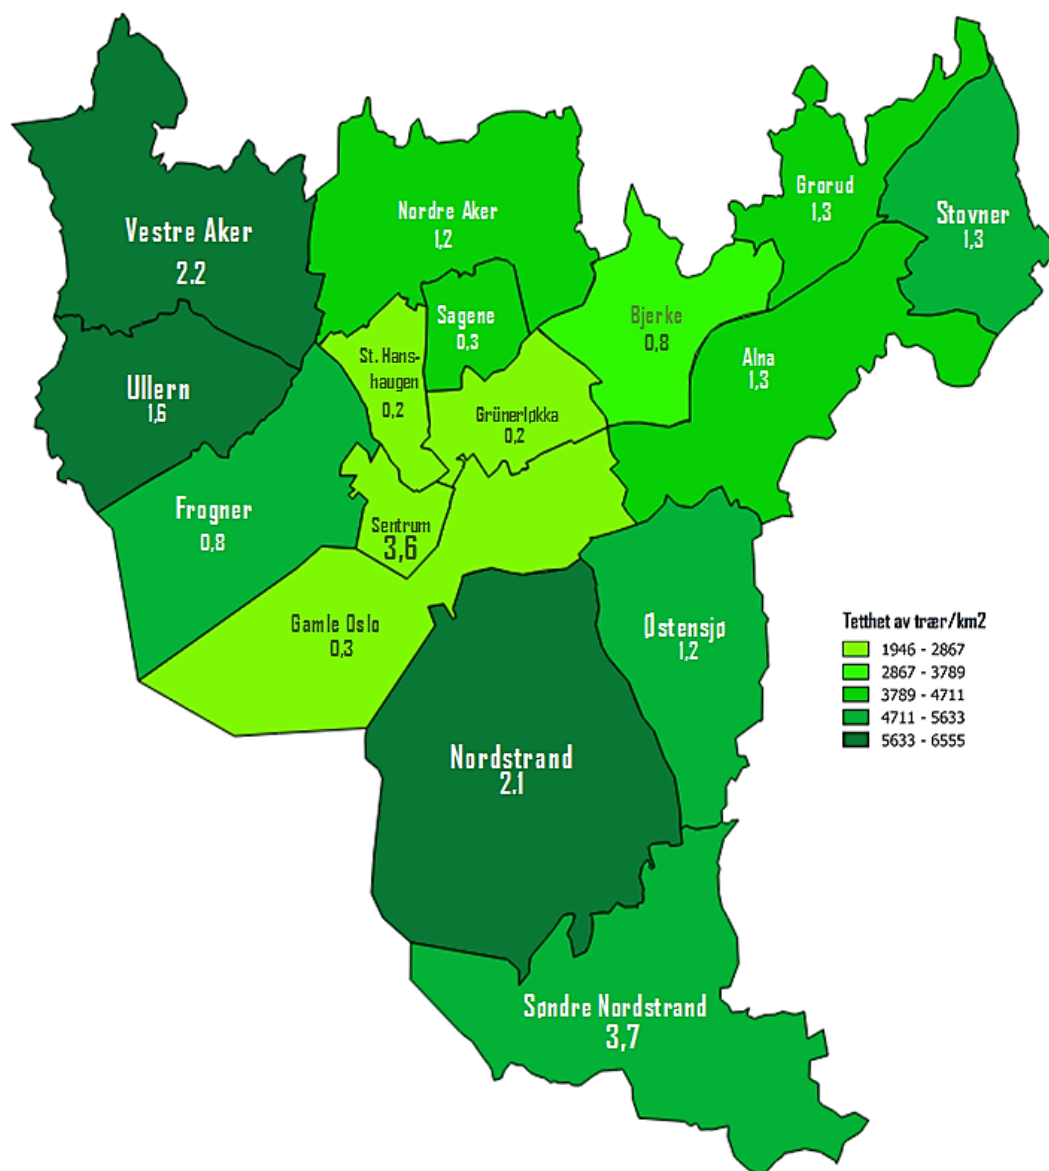 Vestre Aker
2.2
Nordre Aker
1,2
Grorud
1,3
Stovner
1,3
Sagene
0,3
Bjerke
0,8
St. Hans-
haugen
0,2
Alna
1,3
Ullern
1,6
Grünerløkka
0,2
Frogner
0,8
Sentrum
3,6
Gamle Oslo
0,3
Østensjø
1,2
Tetthet av trær/km2
1946 - 2867
2867 - 3789
3789 - 4711
4711 - 5633
5633 - 6555
Nordstrand
2.1
Søndre Nordstrand
3,7